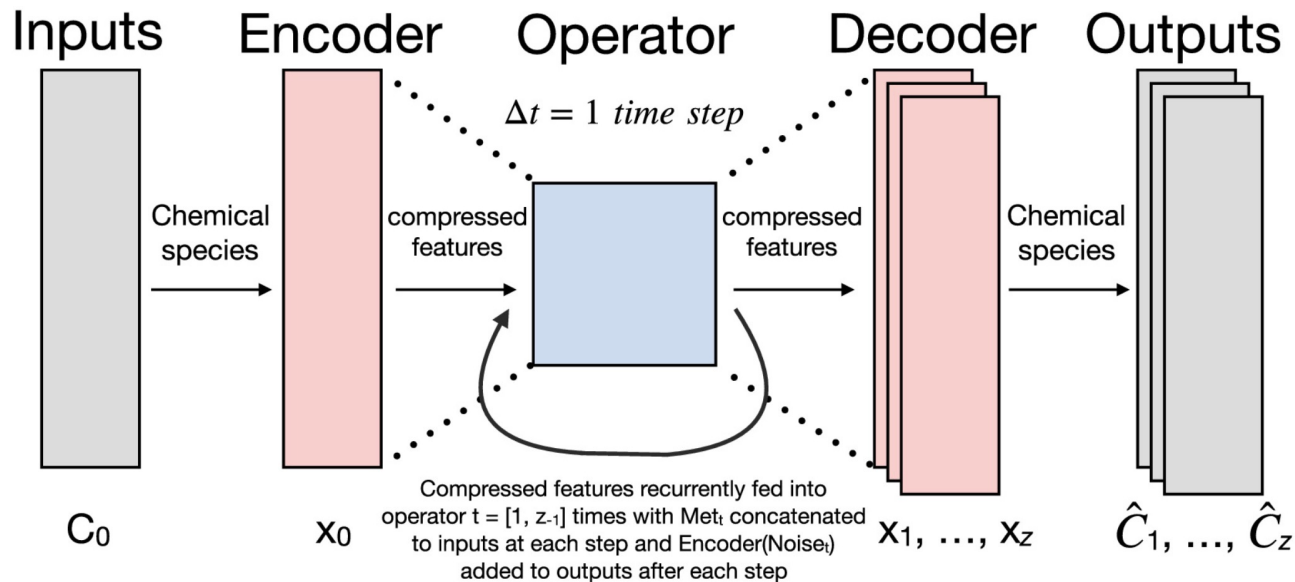 Inputs Encoder Operator Decoder Outputs
Δt = 1 time step
Chemical
species
compressed
features
compressed
features
Chemical
species
Compressed features recurrently fed into
operator t = [1, z₋₁] times with Metₜ concatenated
to inputs at each step and Encoder(Noiseₜ)
added to outputs after each step
C₀ x₀ x₁, ..., x_z Ĉ₁, ..., Ĉ_z